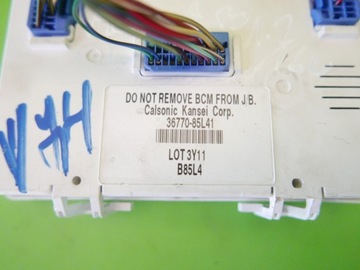 DO NOT REMOVE BCM FROM J/B.
Calsonic Kansei Corp.
36770-85L41
LOT 3Y11
B85L4